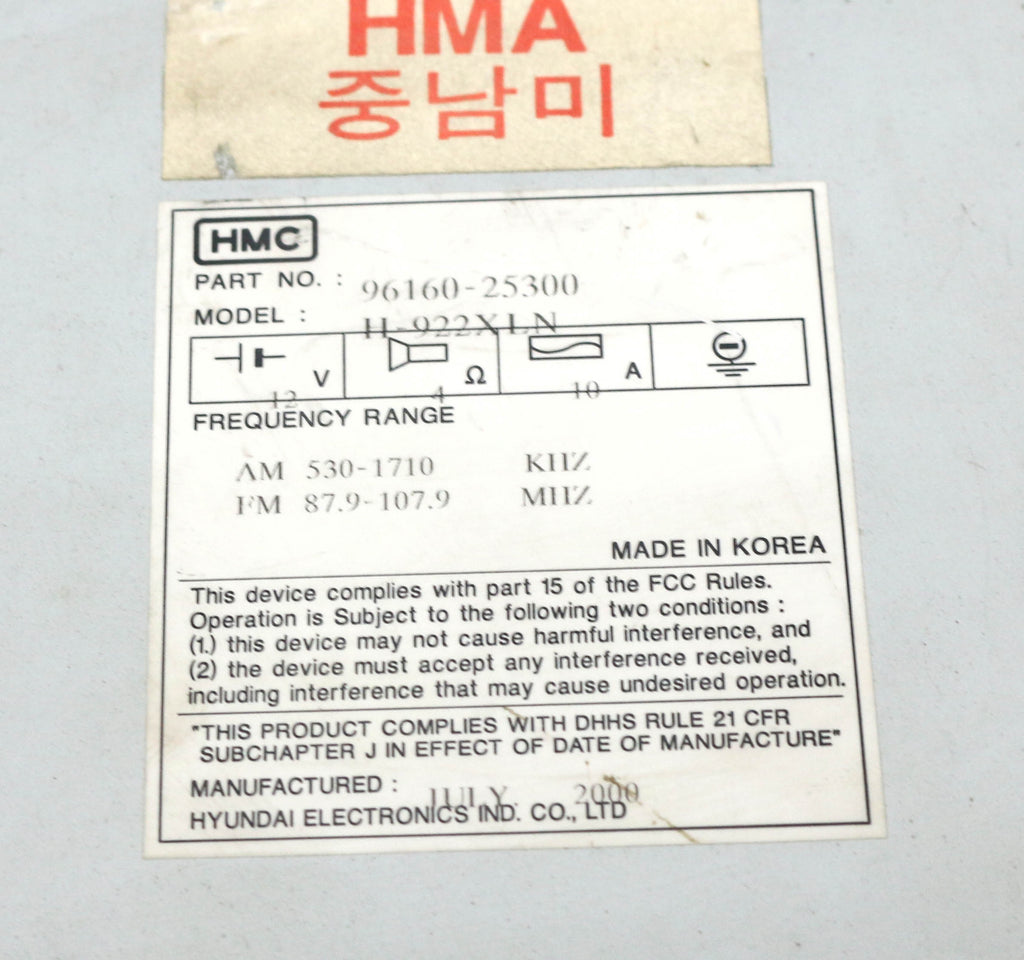 HMA
중남미
HMC
PART NO. : 96160-25300
MODEL : H-922XLN
12 V 4 Ω 10 A
FREQUENCY RANGE
AM 530-1710 KHZ
FM 87.9-107.9 MHZ
MADE IN KOREA
This device complies with part 15 of the FCC Rules.
Operation is Subject to the following two conditions :
(1.) this device may not cause harmful interference, and
(2) the device must accept any interference received,
including interference that may cause undesired operation.
"THIS PRODUCT COMPLIES WITH DHHS RULE 21 CFR
SUBCHAPTER J IN EFFECT OF DATE OF MANUFACTURE"
MANUFACTURED : JULY. 2000
HYUNDAI ELECTRONICS IND. CO., LTD